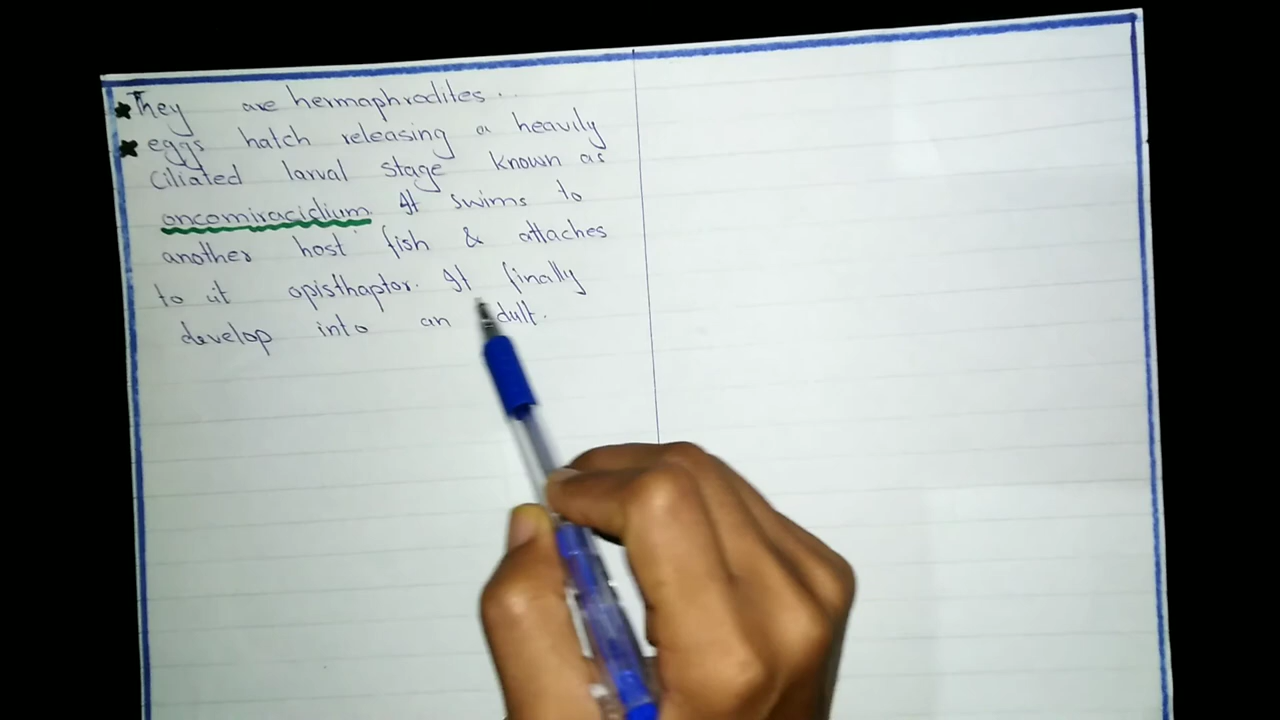 They are hermaphrodites..
eggs hatch releasing a heavily
ciliated larval stage known as
oncomiracidium. It swims to
another host fish & attaches
to it opisthaptor. It finally
develop into an dult.